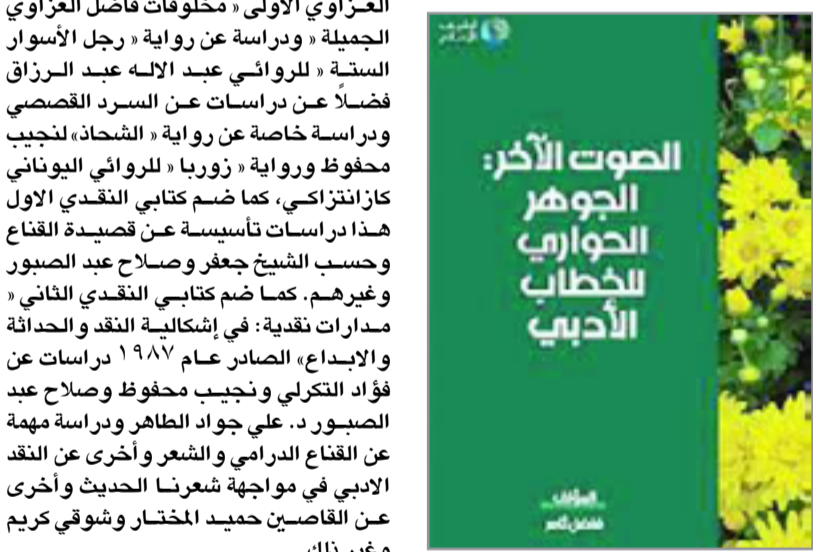 العزاوي الأولى « مخلوقات فاضل العزاوي
الجميلة « ودراسة عن رواية « رجل الأسوار
الستة « للروائي عبد الاله عبد الرزاق
فضلاً عن دراسات عن السرد القصصي
ودراسة خاصة عن رواية « الشحاذ» لنجيب
محفوظ ورواية « زوربا « للروائي اليوناني
كازانتزاكي، كما ضم كتابي النقدي الاول
هذا دراسات تأسيسة عن قصيدة القناع
وحسب الشيخ جعفر وصلاح عبد الصبور
وغيرهم. كما ضم كتابي النقدي الثاني «
مدارات نقدية: في إشكالية النقد والحداثة
والابداع» الصادر عام ١٩٨٧ دراسات عن
فؤاد التكرلي ونجيب محفوظ وصلاح عبد
الصبور د. علي جواد الطاهر ودراسة مهمة
عن القناع الدرامي والشعر وأخرى عن النقد
الادبي في مواجهة شعرنا الحديث وأخرى
عن القاصين حميد المختار وشوقي كريم
وغير ذلك
الصوت الآخر:
الجوهر
الحواري
للخطاب
الأدبي
المؤلف
فاضل ثامر